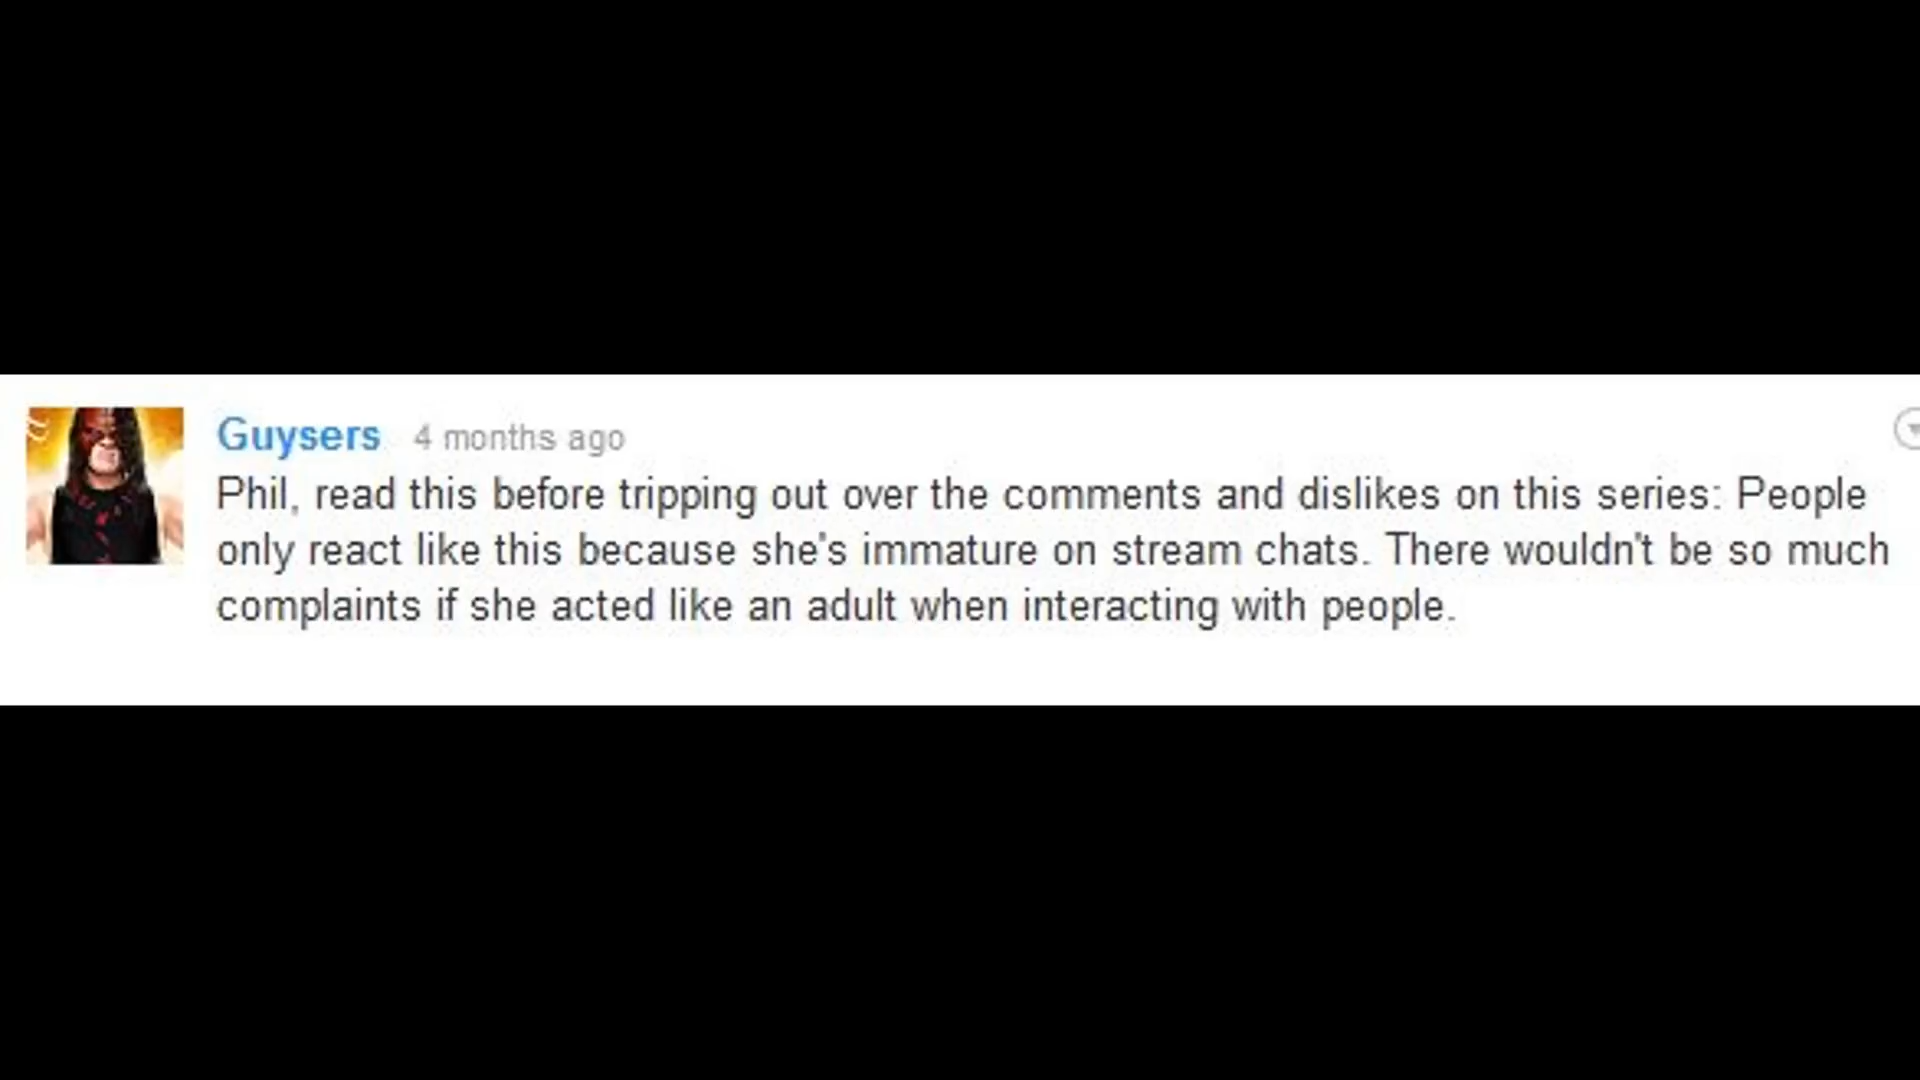 Guysers 4 months ago
Phil, read this before tripping out over the comments and dislikes on this series: People
only react like this because she's immature on stream chats. There wouldn't be so much
complaints if she acted like an adult when interacting with people.